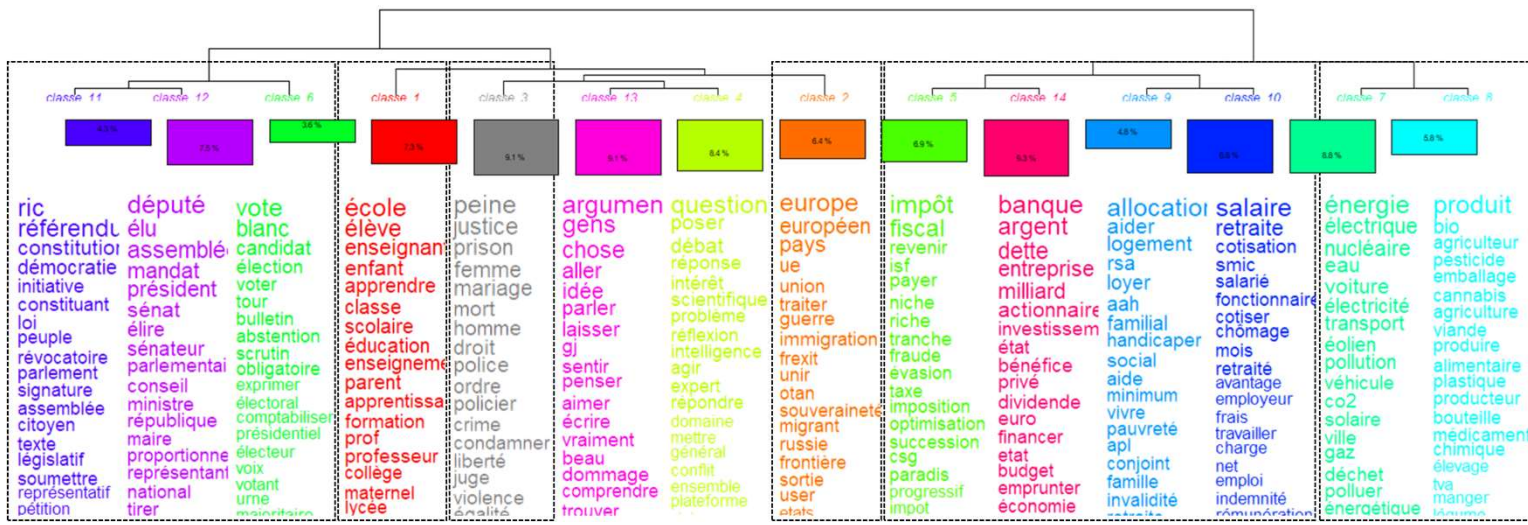 classe 11 classe 12 classe 6 classe 1 classe 3 classe 13 classe 4 classe 2 classe 5 classe 14 classe 9 classe 10 classe 7 classe 8
7.5 % 3.6 % 7.3 % 9.1 % 9.1 % 8.4 % 6.4 % 6.9 % 9.3 % 4.8 % 8.8 % 5.8 %
ric
référendu
constitution
démocratie
initiative
constituant
loi
peuple
révocatoire
parlement
signature
assemblée
citoyen
texte
législatif
soumettre
représentatif
pétition
député
élu
assemblée
mandat
président
sénat
élire
sénateur
parlementai
conseil
ministre
république
maire
proportionne
représentant
national
tirer
vote
blanc
candidat
élection
voter
tour
bulletin
abstention
scrutin
obligatoire
exprimer
électoral
comptabiliser
présidentiel
électeur
voix
votant
urne
majoritaire
école
élève
enseignan
enfant
apprendre
classe
scolaire
éducation
enseigneme
parent
apprentissa
formation
prof
professeur
collège
maternel
lycée
peine
justice
prison
femme
mariage
mort
homme
droit
police
ordre
policier
crime
condamner
liberté
juge
violence
égalité
argumen
gens
chose
aller
idée
parler
laisser
gj
sentir
penser
aimer
écrire
vraiment
beau
dommage
comprendre
trouver
question
poser
débat
réponse
intérêt
scientifique
problème
réflexion
intelligence
agir
expert
répondre
domaine
mettre
général
conflit
ensemble
plateforme
europe
européen
pays
ue
union
traiter
guerre
immigration
frexit
unir
otan
souveraineté
migrant
russie
frontière
sortie
user
etats
impôt
fiscal
revenir
isf
payer
niche
riche
tranche
fraude
évasion
taxe
imposition
optimisation
succession
csg
paradis
progressif
impot
banque
argent
dette
entreprise
milliard
actionnaire
investissem
état
bénéfice
privé
dividende
euro
financer
etat
budget
emprunter
économie
allocation
aider
logement
rsa
loyer
aah
familial
handicaper
social
aide
minimum
vivre
pauvreté
apl
conjoint
famille
invalidité
retraite
salaire
retraite
cotisation
smic
salarié
fonctionnaire
cotiser
chômage
mois
retraité
avantage
employeur
frais
travailler
charge
net
emploi
indemnité
rémunération
énergie
électrique
nucléaire
eau
voiture
électricité
transport
éolien
pollution
véhicule
co2
solaire
ville
gaz
déchet
polluer
énergétique
produit
bio
agriculteur
pesticide
emballage
cannabis
agriculture
viande
produire
alimentaire
plastique
producteur
bouteille
médicament
chimique
élevage
tva
manger
légume